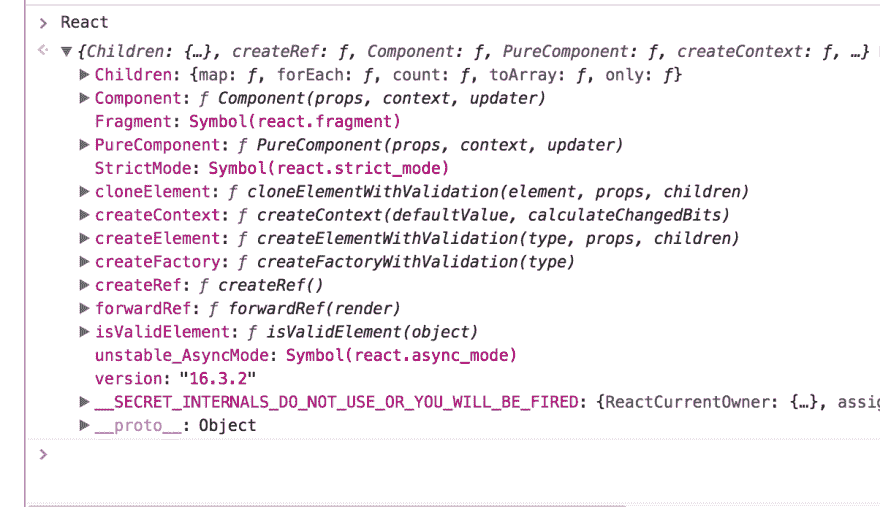 > React
<· ▼{Children: {…}, createRef: ƒ, Component: ƒ, PureComponent: ƒ, createContext: ƒ, …}
▶Children: {map: ƒ, forEach: ƒ, count: ƒ, toArray: ƒ, only: ƒ}
▶Component: ƒ Component(props, context, updater)
Fragment: Symbol(react.fragment)
▶PureComponent: ƒ PureComponent(props, context, updater)
StrictMode: Symbol(react.strict_mode)
▶cloneElement: ƒ cloneElementWithValidation(element, props, children)
▶createContext: ƒ createContext(defaultValue, calculateChangedBits)
▶createElement: ƒ createElementWithValidation(type, props, children)
▶createFactory: ƒ createFactoryWithValidation(type)
▶createRef: ƒ createRef()
▶forwardRef: ƒ forwardRef(render)
▶isValidElement: ƒ isValidElement(object)
unstable_AsyncMode: Symbol(react.async_mode)
version: "16.3.2"
▶__SECRET_INTERNALS_DO_NOT_USE_OR_YOU_WILL_BE_FIRED: {ReactCurrentOwner: {…}, assig
▶__proto__: Object
>